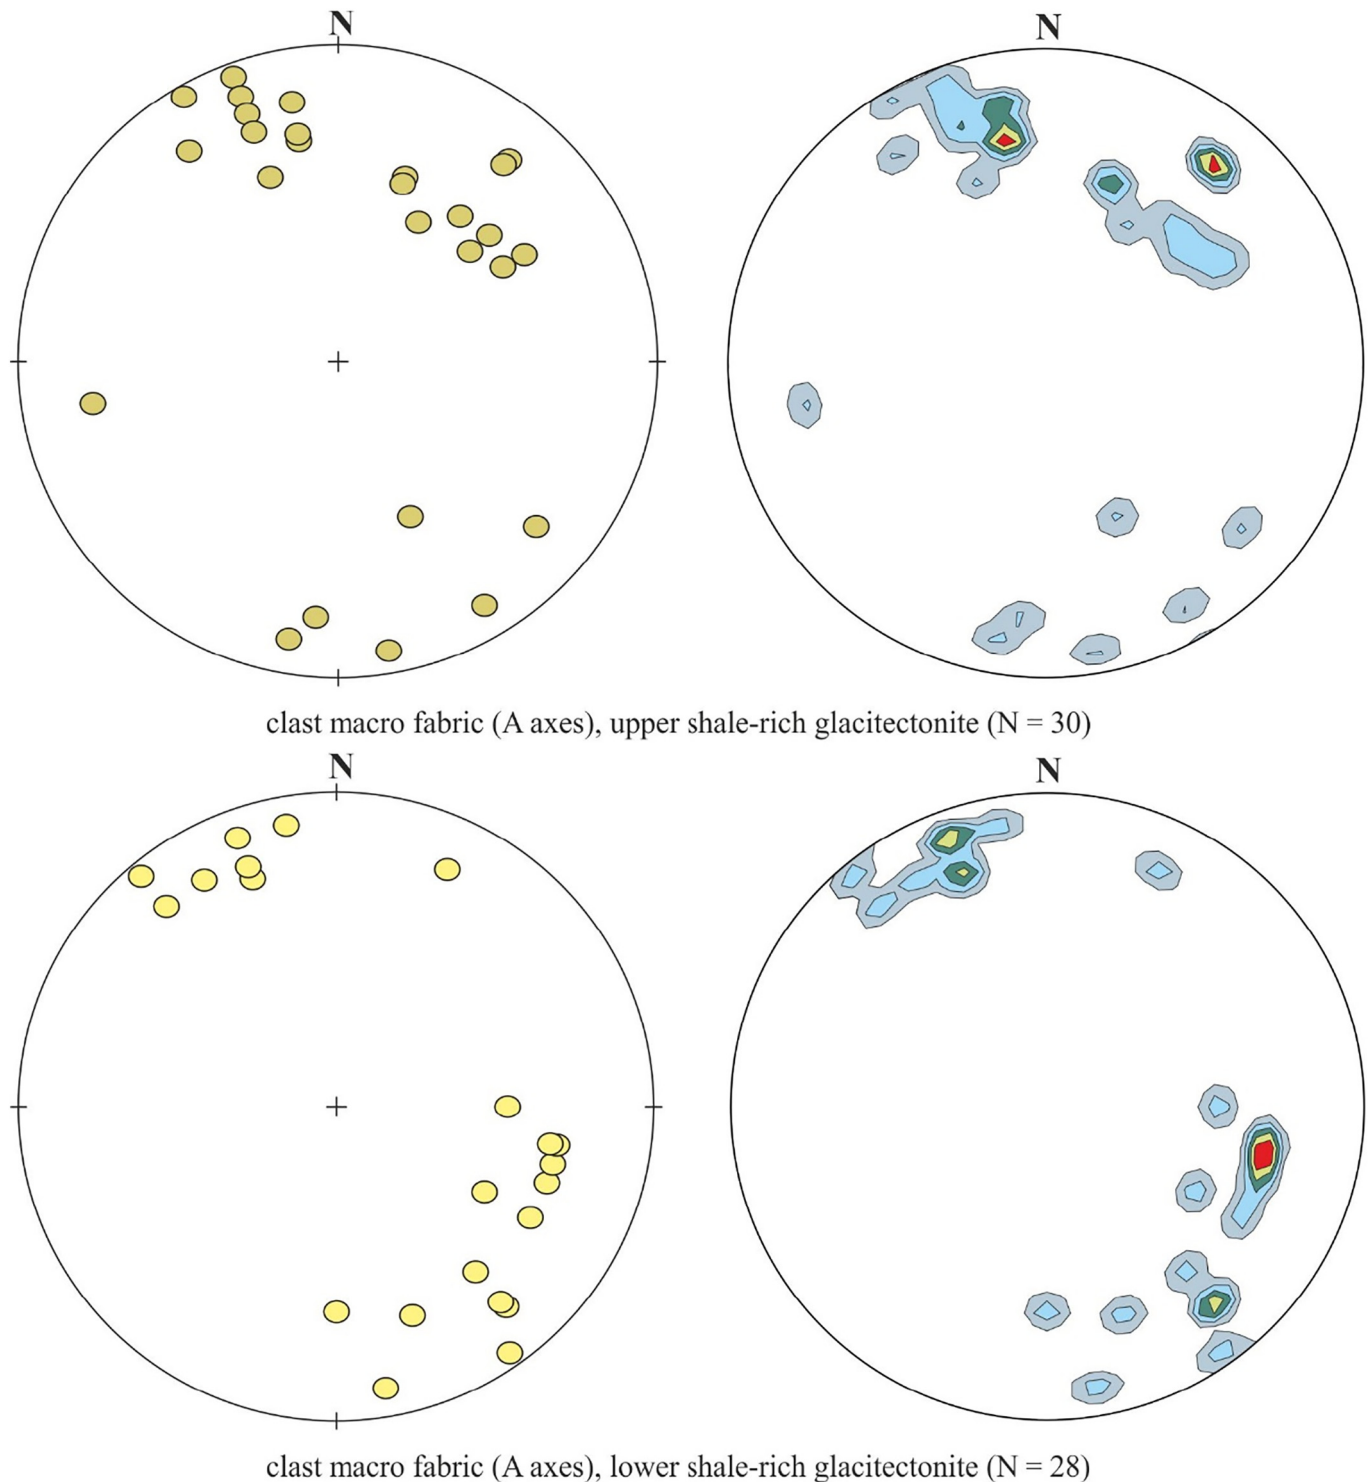 N
N
clast macro fabric (A axes), upper shale-rich glacitectonite (N = 30)
N
N
clast macro fabric (A axes), lower shale-rich glacitectonite (N = 28)